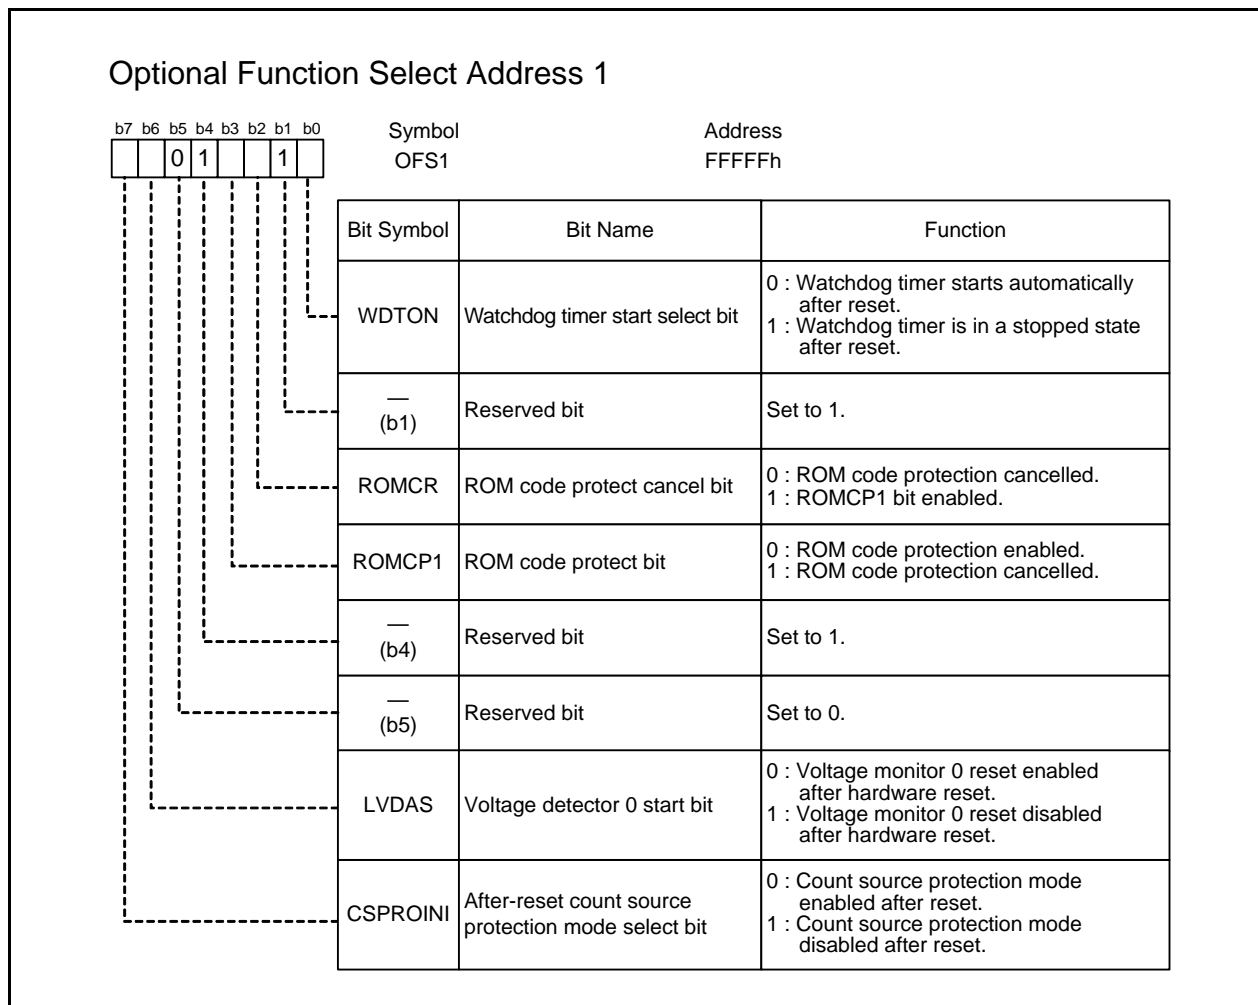 Optional Function Select Address 1
b7 b6 b5 b4 b3 b2 b1 b0
Symbol Address
0 1 1
OFS1 FFFFFh
Bit Symbol Bit Name Function
WDTON Watchdog timer start select bit
0 : Watchdog timer starts automatically
after reset.
1 : Watchdog timer is in a stopped state
after reset.
—
(b1)
Reserved bit Set to 1.
ROMCR ROM code protect cancel bit
0 : ROM code protection cancelled.
1 : ROMCP1 bit enabled.
ROMCP1 ROM code protect bit
0 : ROM code protection enabled.
1 : ROM code protection cancelled.
—
(b4)
Reserved bit Set to 1.
—
(b5)
Reserved bit Set to 0.
LVDAS Voltage detector 0 start bit
0 : Voltage monitor 0 reset enabled
after hardware reset.
1 : Voltage monitor 0 reset disabled
after hardware reset.
CSPROINI
After-reset count source
protection mode select bit
0 : Count source protection mode
enabled after reset.
1 : Count source protection mode
disabled after reset.